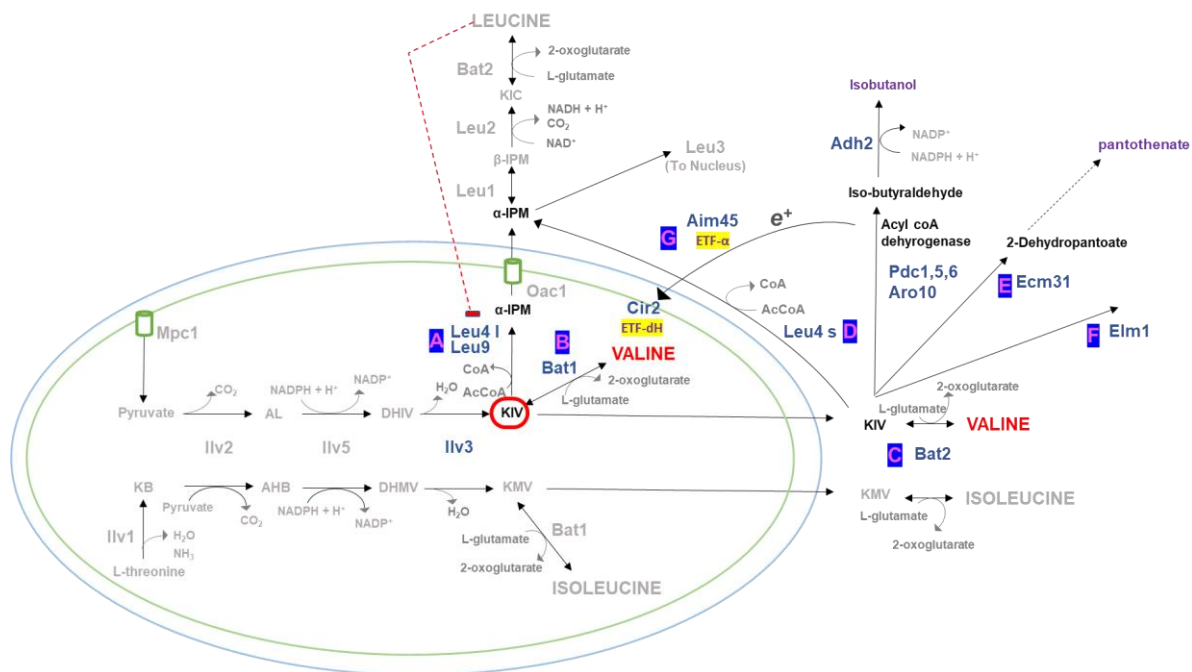 LEUCINE
2-oxoglutarate
Bat2
L-glutamate
KIC
NADH + H⁺
CO₂
Leu2
NAD⁺
β-IPM
Leu3
(To Nucleus)
Leu1
α-IPM
Isobutanol
NADP⁺
Adh2
NADPH + H⁺
pantothenate
Iso-butyraldehyde
G
Aim45
ETF-α
e⁺
Acyl coA
dehyrogenase
2-Dehydropantoate
Pdc1,5,6
Aro10
E
Ecm31
CoA
AcCoA
Leu4 s
D
F
Elm1
Oac1
Mpc1
α-IPM
Cir2
ETF-dH
A
Leu4 l
Leu9
B
Bat1
VALINE
CoA
AcCoA
2-oxoglutarate
L-glutamate
Pyruvate
CO₂
AL
NADPH + H⁺
NADP⁺
DHIV
H₂O
KIV
IIv2
IIv5
IIv3
2-oxoglutarate
L-glutamate
KIV
VALINE
C
Bat2
KB
Pyruvate
CO₂
AHB
NADPH + H⁺
NADP⁺
DHMV
H₂O
KMV
KMV
L-glutamate
ISOLEUCINE
2-oxoglutarate
IIv1
H₂O
NH₃
L-threonine
L-glutamate
Bat1
2-oxoglutarate
ISOLEUCINE